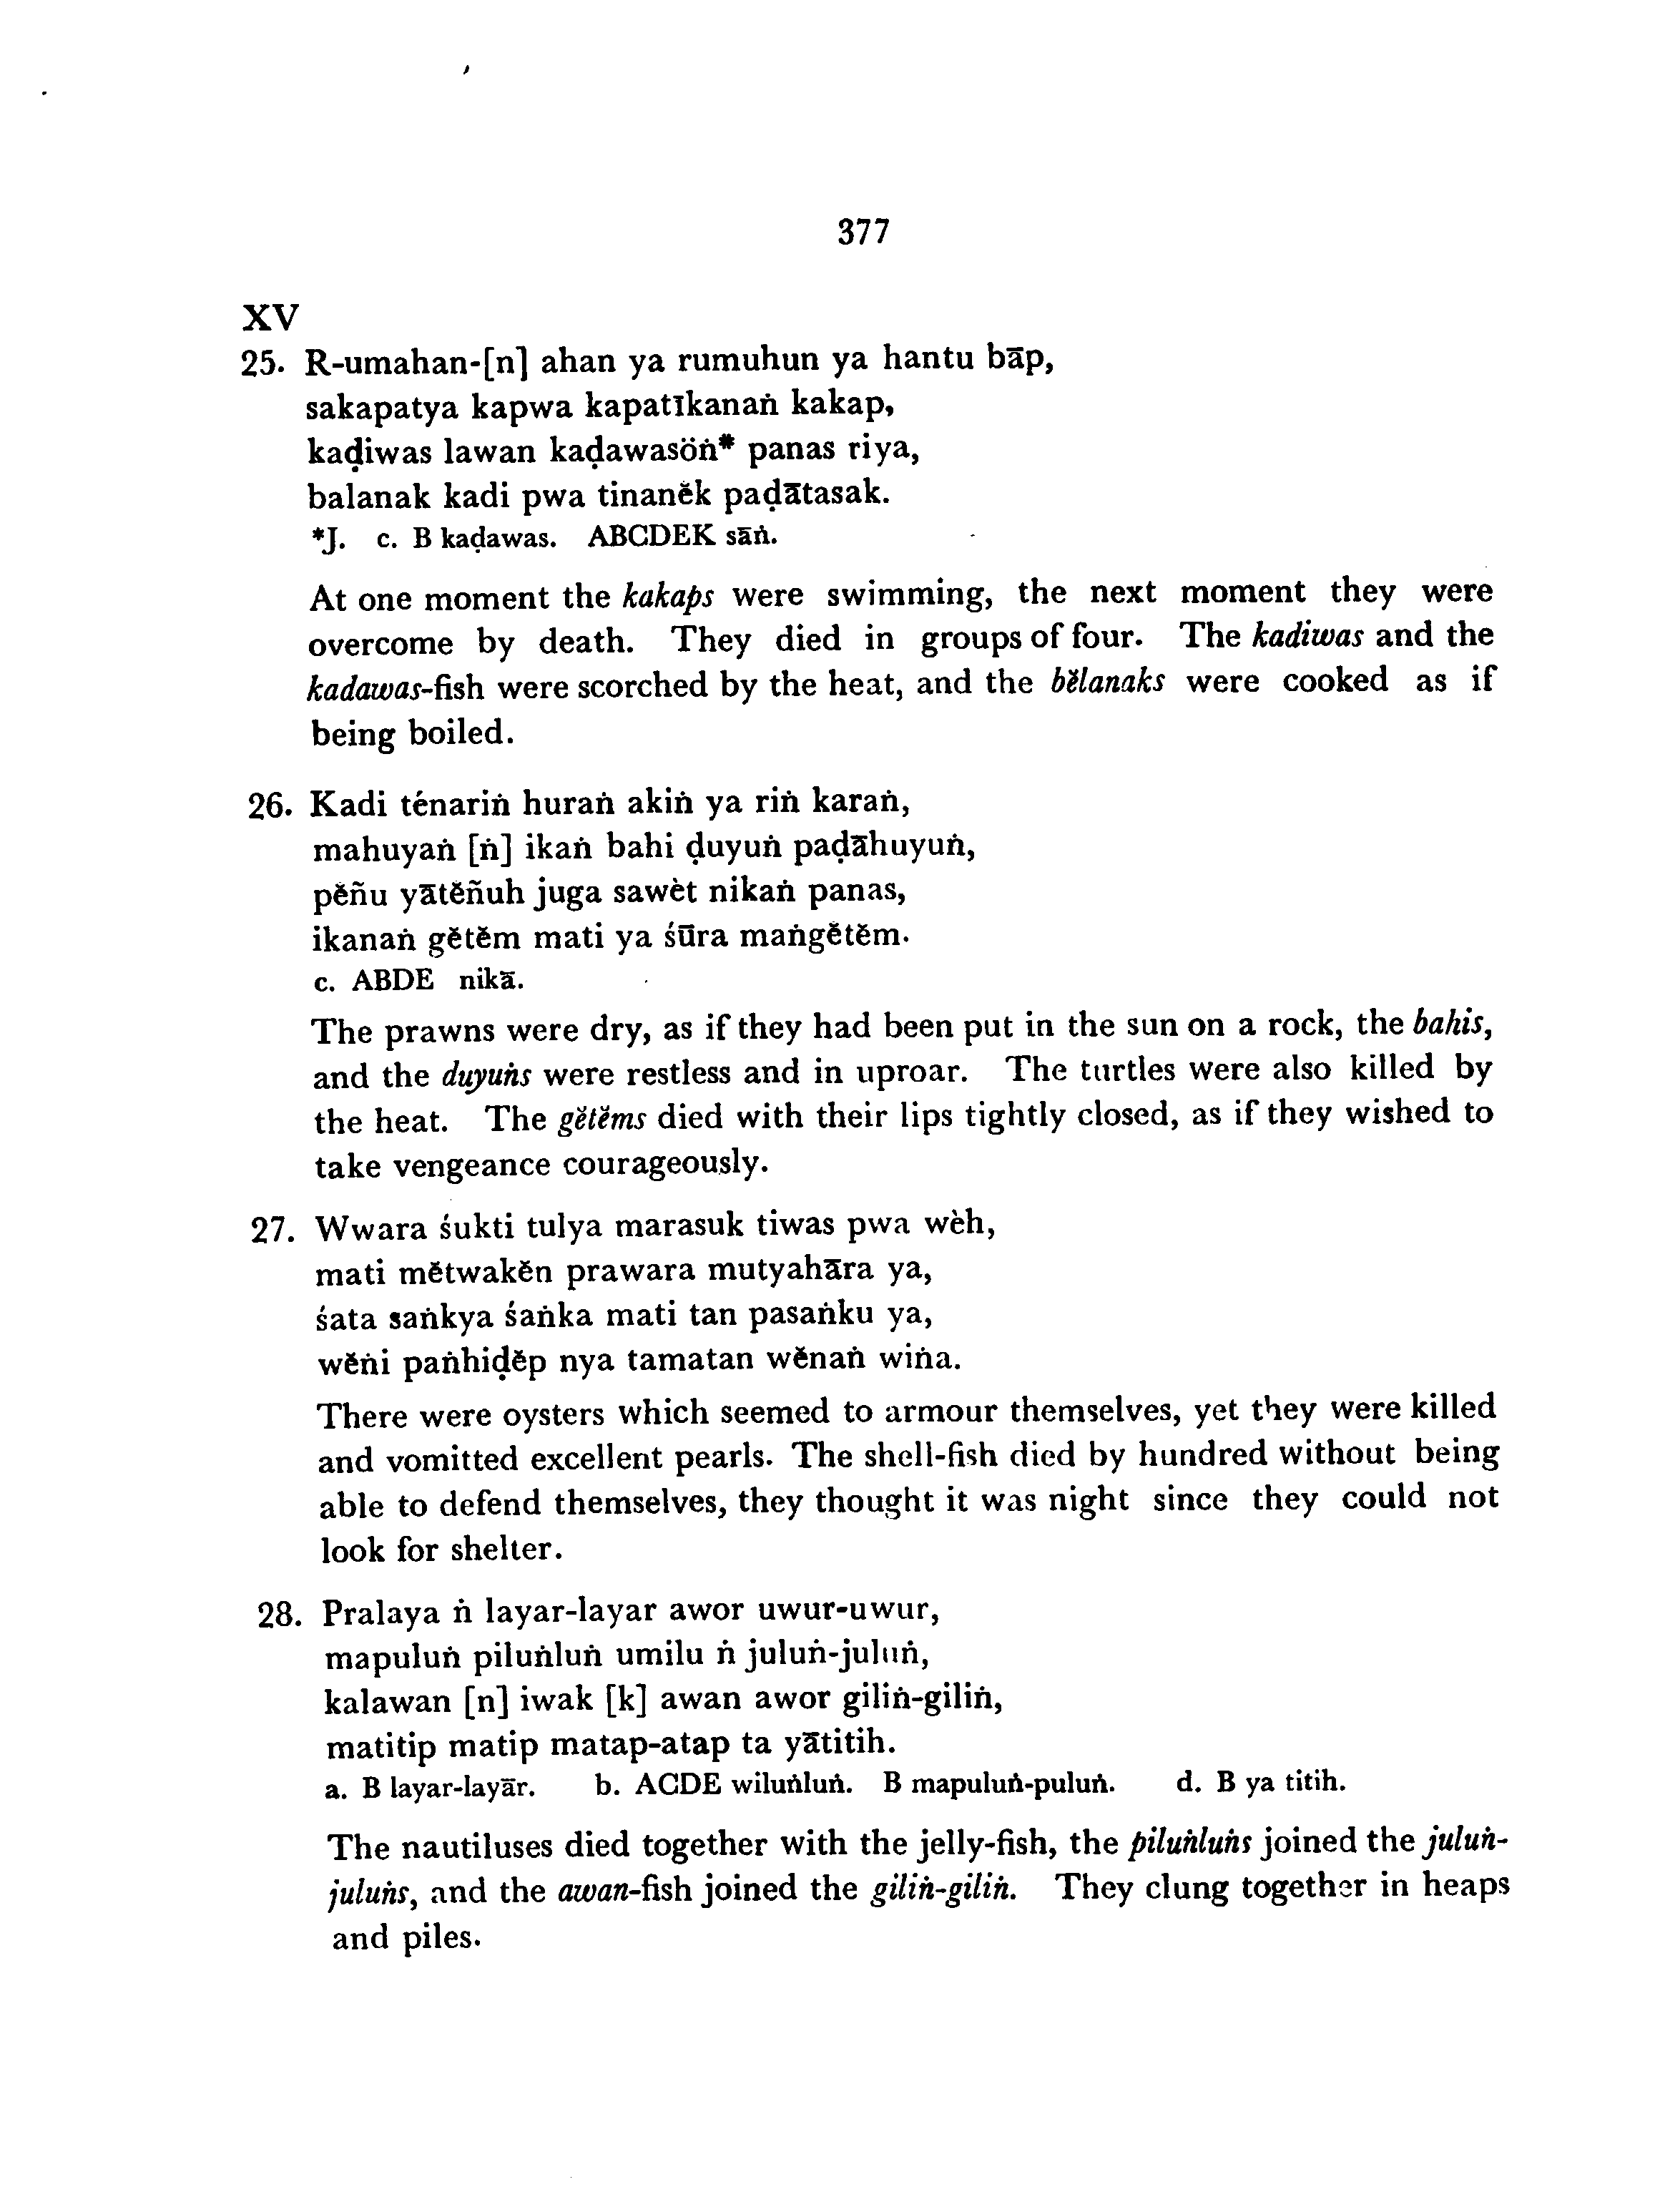 377
XV
25. R-umahan-[n] ahan ya rumuhun ya hantu bāp,
sakapatya kapwa kapatīkanaṅ kakap,
kaḍiwas lawan kaḍawasöṅ* panas riya,
balanak kadi pwa tinanĕk paḍātasak.
*J. c. B kaḍawas. ABCDEK sāṅ.
At one moment the kakaps were swimming, the next moment they were
overcome by death. They died in groups of four. The kadiwas and the
kadawas-fish were scorched by the heat, and the bĕlanaks were cooked as if
being boiled.
26. Kadi ténariṅ huraṅ akiṅ ya riṅ karaṅ,
mahuyaṅ [ṅ] ikaṅ bahi ḍuyuṅ paḍāhuyuṅ,
pĕñu yātĕñuh juga sawèt nikaṅ panas,
ikanaṅ gĕtĕm mati ya śūra maṅgĕtĕm.
c. ABDE nikā.
The prawns were dry, as if they had been put in the sun on a rock, the bahis,
and the duyuṅs were restless and in uproar. The turtles were also killed by
the heat. The gĕtĕms died with their lips tightly closed, as if they wished to
take vengeance courageously.
27. Wwara śukti tulya marasuk tiwas pwa wèh,
mati mĕtwakĕn prawara mutyahāra ya,
śata saṅkya śaṅka mati tan pasaṅku ya,
wĕṅi paṅhiḍĕp nya tamatan wĕnaṅ wiṅa.
There were oysters which seemed to armour themselves, yet they were killed
and vomitted excellent pearls. The shell-fish died by hundred without being
able to defend themselves, they thought it was night since they could not
look for shelter.
28. Pralaya ṅ layar-layar awor uwur-uwur,
mapuluṅ piluṅluṅ umilu ṅ juluṅ-juluṅ,
kalawan [n] iwak [k] awan awor giliṅ-giliṅ,
matitip matip matap-atap ta yātitih.
a. B layar-layār. b. ACDE wiluṅluṅ. B mapuluṅ-puluṅ. d. B ya titih.
The nautiluses died together with the jelly-fish, the piluṅluṅs joined the juluṅ-
juluṅs, and the awan-fish joined the giliṅ-giliṅ. They clung together in heaps
and piles.